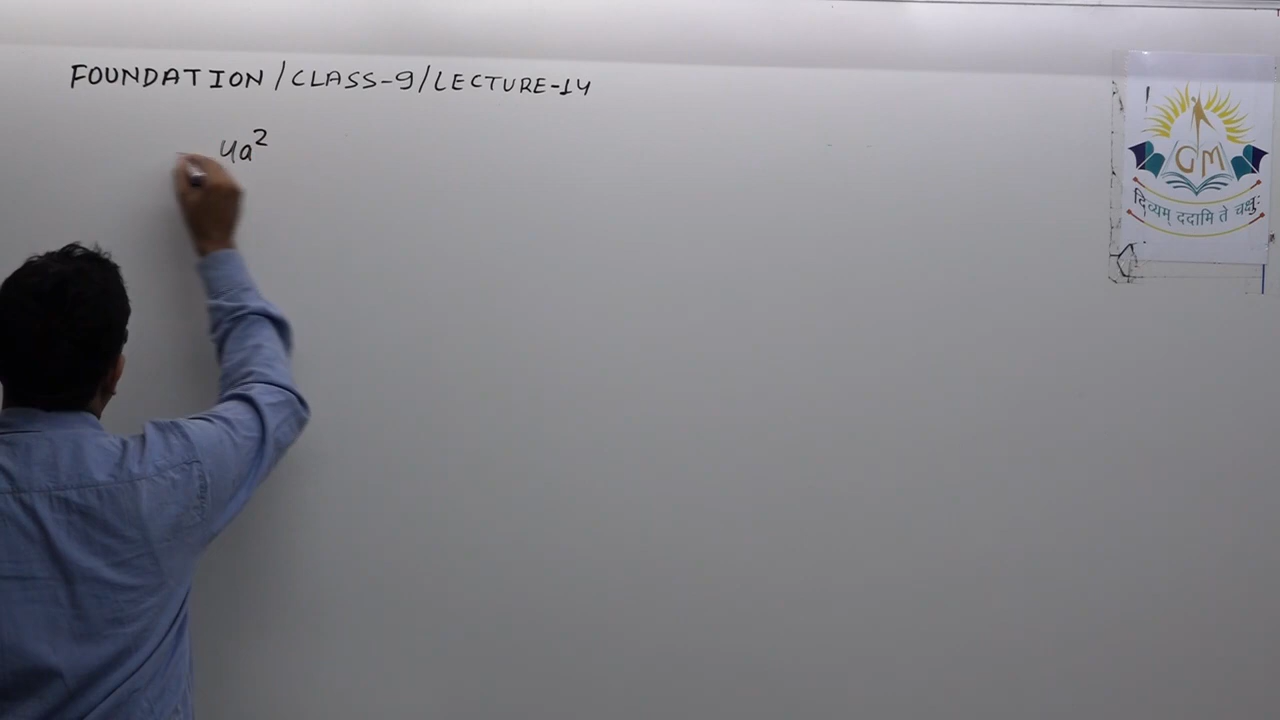 FOUNDATION/CLASS-9/LECTURE-14
4a²
GM
दिव्यम् ददामि ते चक्षुः